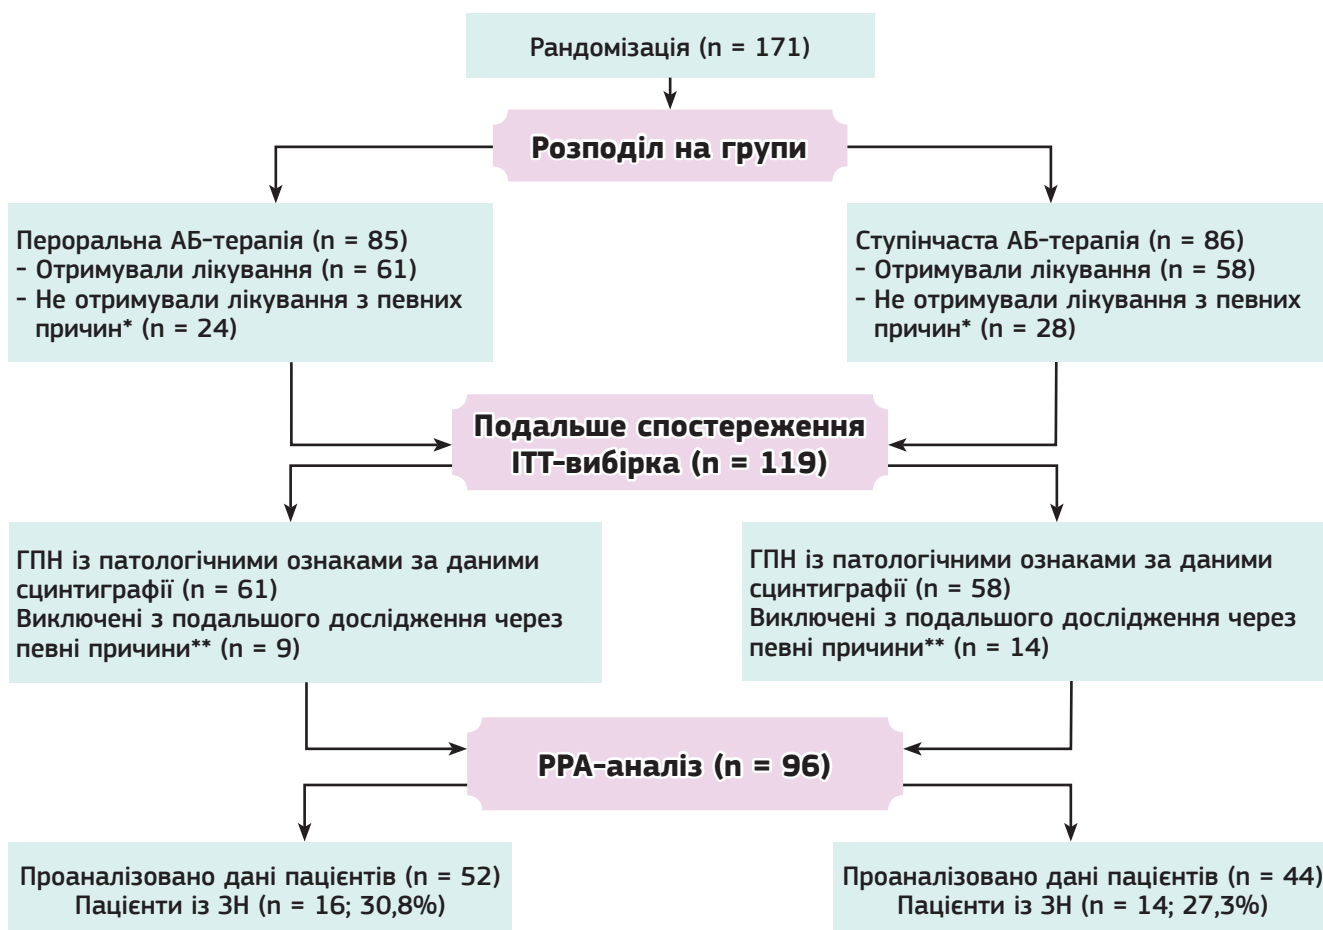 Рандомізація (n = 171)
Розподіл на групи
Пероральна АБ-терапія (n = 85)
- Отримували лікування (n = 61)
- Не отримували лікування з певних
причин* (n = 24)
Ступінчаста АБ-терапія (n = 86)
- Отримували лікування (n = 58)
- Не отримували лікування з певних
причин* (n = 28)
Подальше спостереження
ІТТ-вибірка (n = 119)
ГПН із патологічними ознаками за даними
сцинтиграфії (n = 61)
Виключені з подальшого дослідження через
певні причини** (n = 9)
ГПН із патологічними ознаками за даними
сцинтиграфії (n = 58)
Виключені з подальшого дослідження через
певні причини** (n = 14)
РРА-аналіз (n = 96)
Проаналізовано дані пацієнтів (n = 52)
Пацієнти із ЗН (n = 16; 30,8%)
Проаналізовано дані пацієнтів (n = 44)
Пацієнти із ЗН (n = 14; 27,3%)